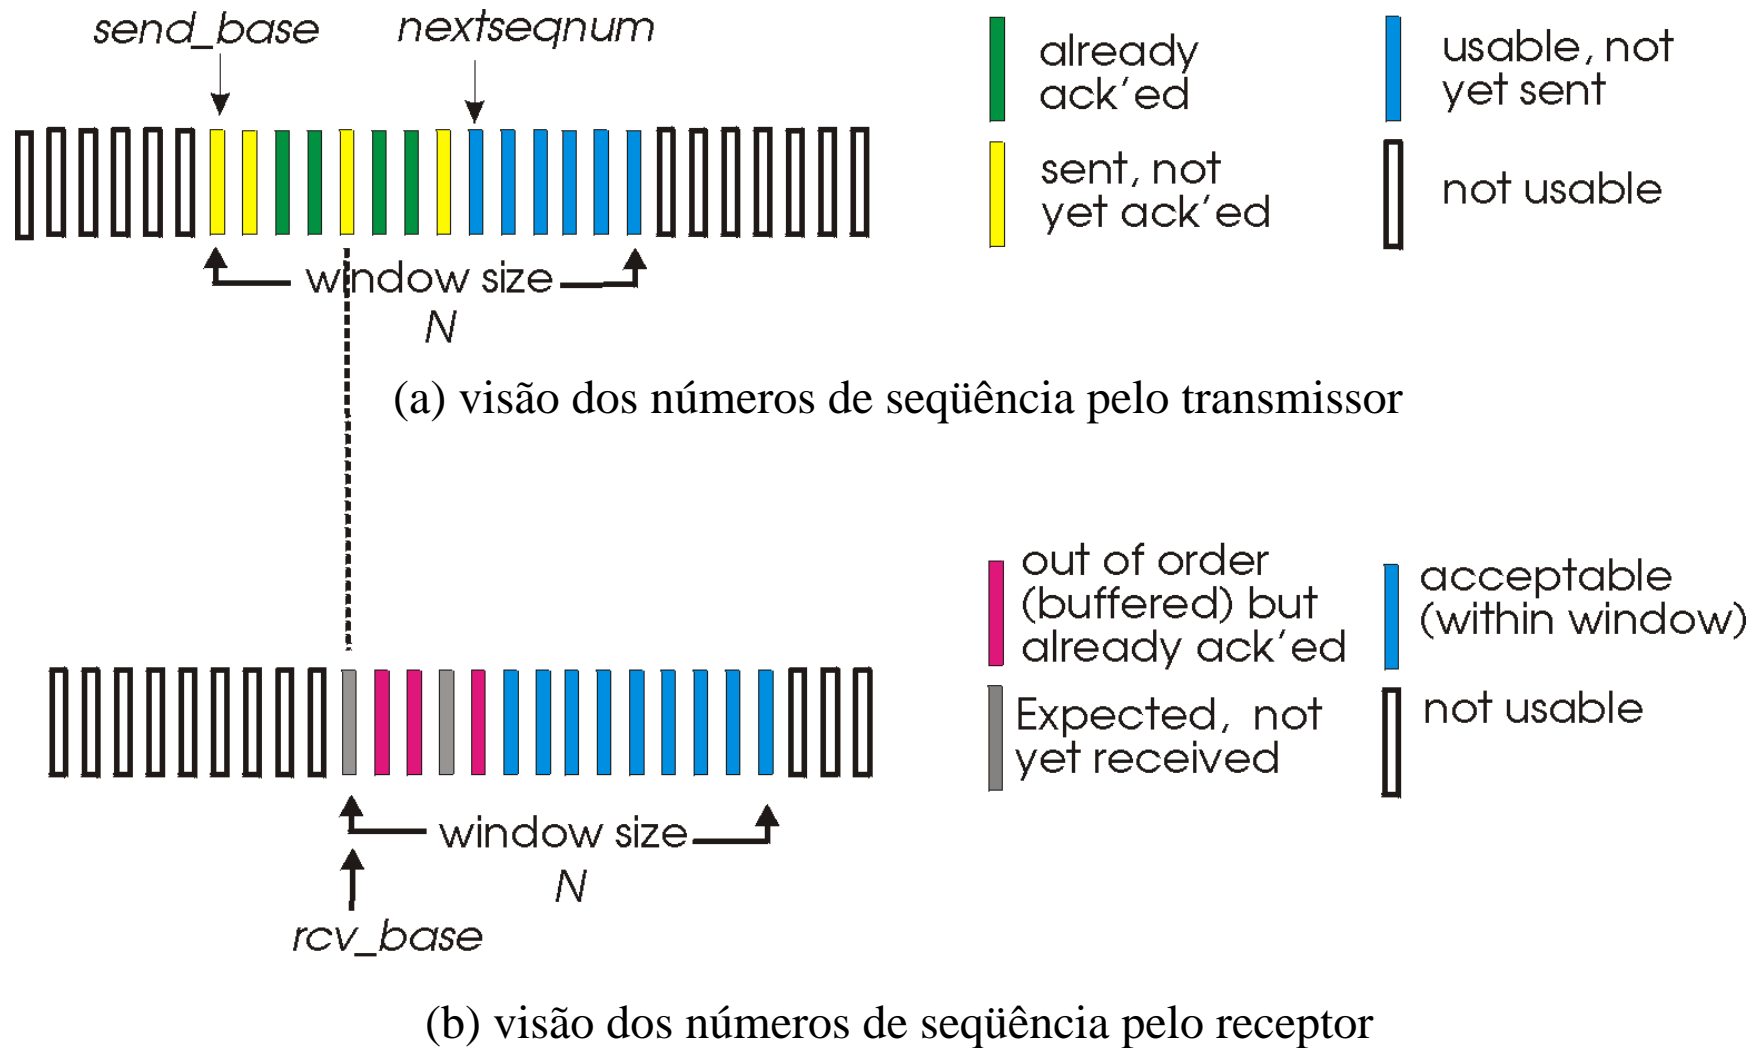 send_base
nextseqnum
already
ack'ed
usable, not
yet sent
sent, not
yet ack'ed
not usable
window size
N
(a) visão dos números de seqüência pelo transmissor
out of order
(buffered) but
already ack'ed
acceptable
(within window)
Expected, not
yet received
not usable
window size
N
rcv_base
(b) visão dos números de seqüência pelo receptor